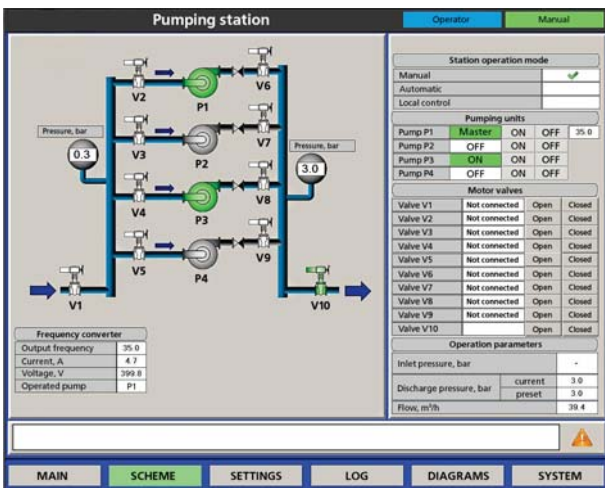 Pumping station
Operator
Manual
V2
V6
P1
V3
V7
P2
Pressure, bar
0.3
Pressure, bar
3.0
V4
V8
P3
V5
V9
P4
V1
V10
Frequency converter
Output frequency 35.0
Current, A 4.7
Voltage, V 399.8
Operated pump P1
Station operation mode
Manual
Automatic
Local control
Pumping units
Pump P1 Master ON OFF 35.0
Pump P2 OFF ON OFF
Pump P3 ON ON OFF
Pump P4 OFF ON OFF
Motor valves
Valve V1 Not connected Open Closed
Valve V2 Not connected Open Closed
Valve V3 Not connected Open Closed
Valve V4 Not connected Open Closed
Valve V5 Not connected Open Closed
Valve V6 Not connected Open Closed
Valve V7 Not connected Open Closed
Valve V8 Not connected Open Closed
Valve V9 Not connected Open Closed
Valve V10 Open Closed
Operation parameters
Inlet pressure, bar -
Discharge pressure, bar current 3.0
preset 3.0
Flow, m³/h 39.4
MAIN SCHEME SETTINGS LOG DIAGRAMS SYSTEM